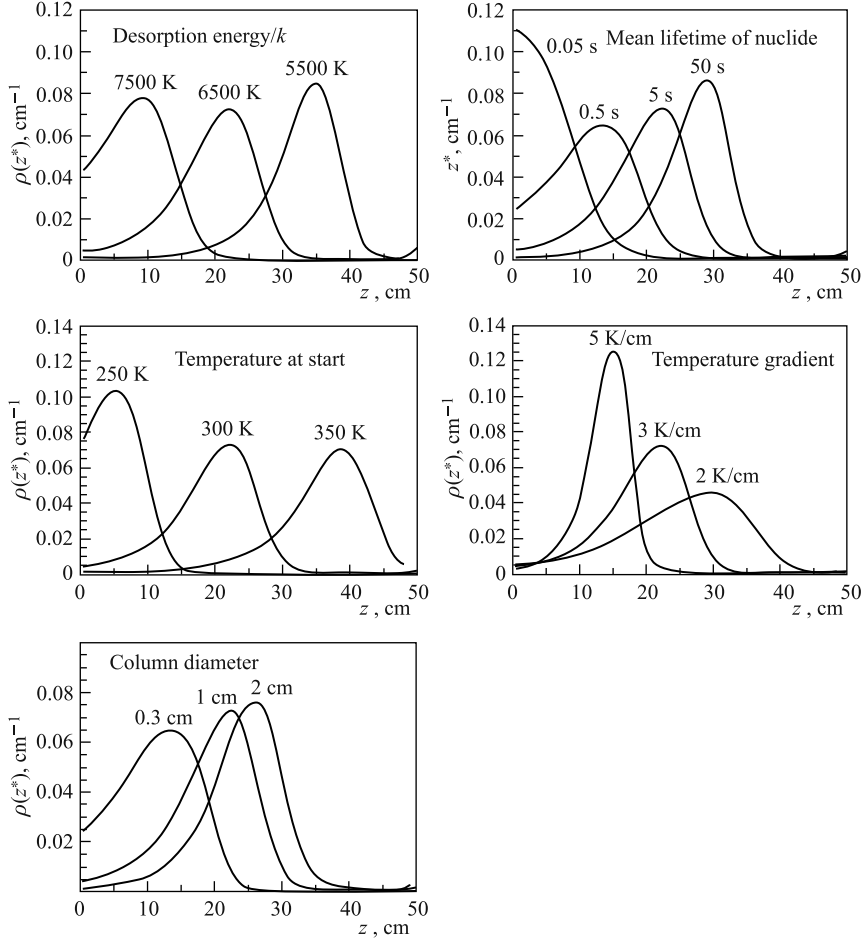 Desorption energy/k
7500 K
6500 K
5500 K
ρ(z*), cm−1
0.12
0.10
0.08
0.06
0.04
0.02
0
0 10 20 30 40 50
z , cm
Mean lifetime of nuclide
0.05 s
0.5 s
5 s
50 s
z*, cm−1
0.12
0.10
0.08
0.06
0.04
0.02
0
0 10 20 30 40 50
z , cm
Temperature at start
250 K
300 K
350 K
ρ(z*), cm−1
0.14
0.12
0.10
0.08
0.06
0.04
0.02
0
0 10 20 30 40 50
z , cm
Temperature gradient
5 K/cm
3 K/cm
2 K/cm
ρ(z*), cm−1
0.14
0.12
0.10
0.08
0.06
0.04
0.02
0
0 10 20 30 40 50
z , cm
Column diameter
0.3 cm
1 cm
2 cm
ρ(z*), cm−1
0.08
0.06
0.04
0.02
0 10 20 30 40 50
z , cm